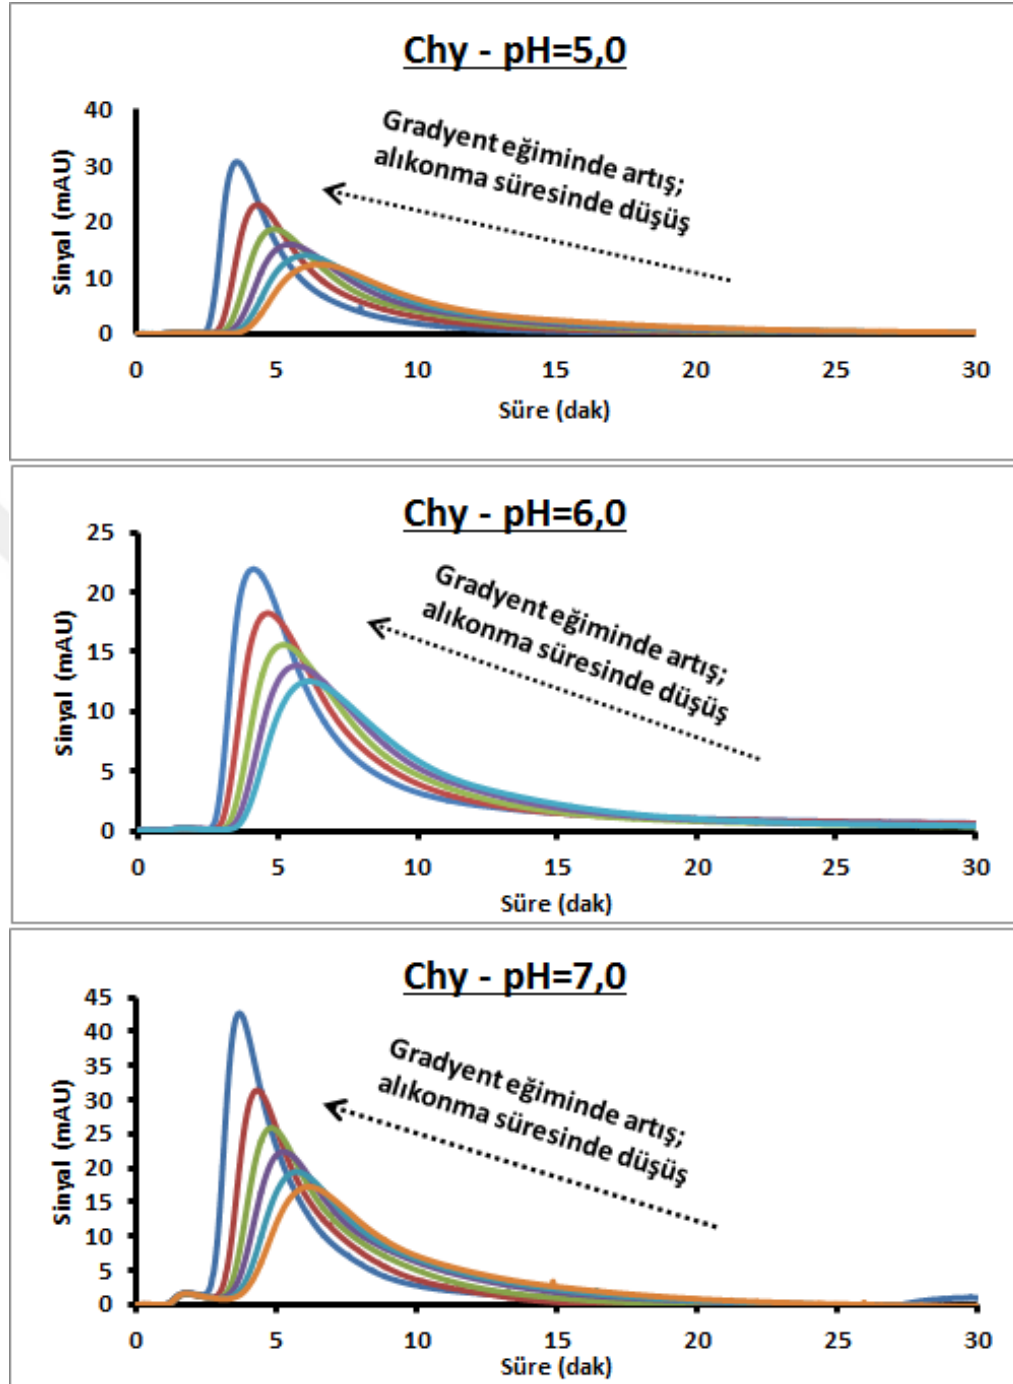 Chy - pH=5,0
Gradyent eğiminde artış;
alıkonma süresinde düşüş
Sinyal (mAU)
40
30
20
10
0
0 5 10 15 20 25 30
Süre (dak)
Chy - pH=6,0
Gradyent eğiminde artış;
alıkonma süresinde düşüş
Sinyal (mAU)
25
20
15
10
5
0
0 5 10 15 20 25 30
Süre (dak)
Chy - pH=7,0
Gradyent eğiminde artış;
alıkonma süresinde düşüş
Sinyal (mAU)
45
40
35
30
25
20
15
10
5
0
0 5 10 15 20 25 30
Süre (dak)